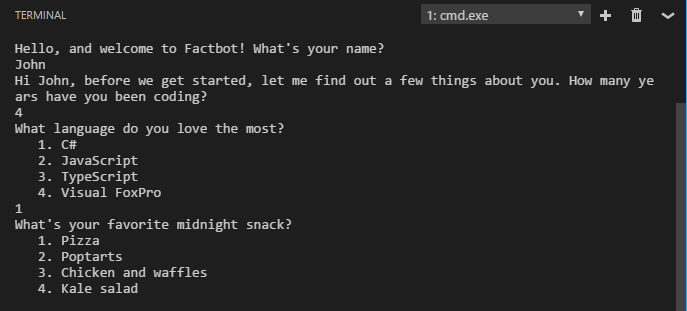 TERMINAL
1: cmd.exe
Hello, and welcome to Factbot! What's your name?
John
Hi John, before we get started, let me find out a few things about you. How many ye
ars have you been coding?
4
What language do you love the most?
1. C#
2. JavaScript
3. TypeScript
4. Visual FoxPro
1
What's your favorite midnight snack?
1. Pizza
2. Poptarts
3. Chicken and waffles
4. Kale salad